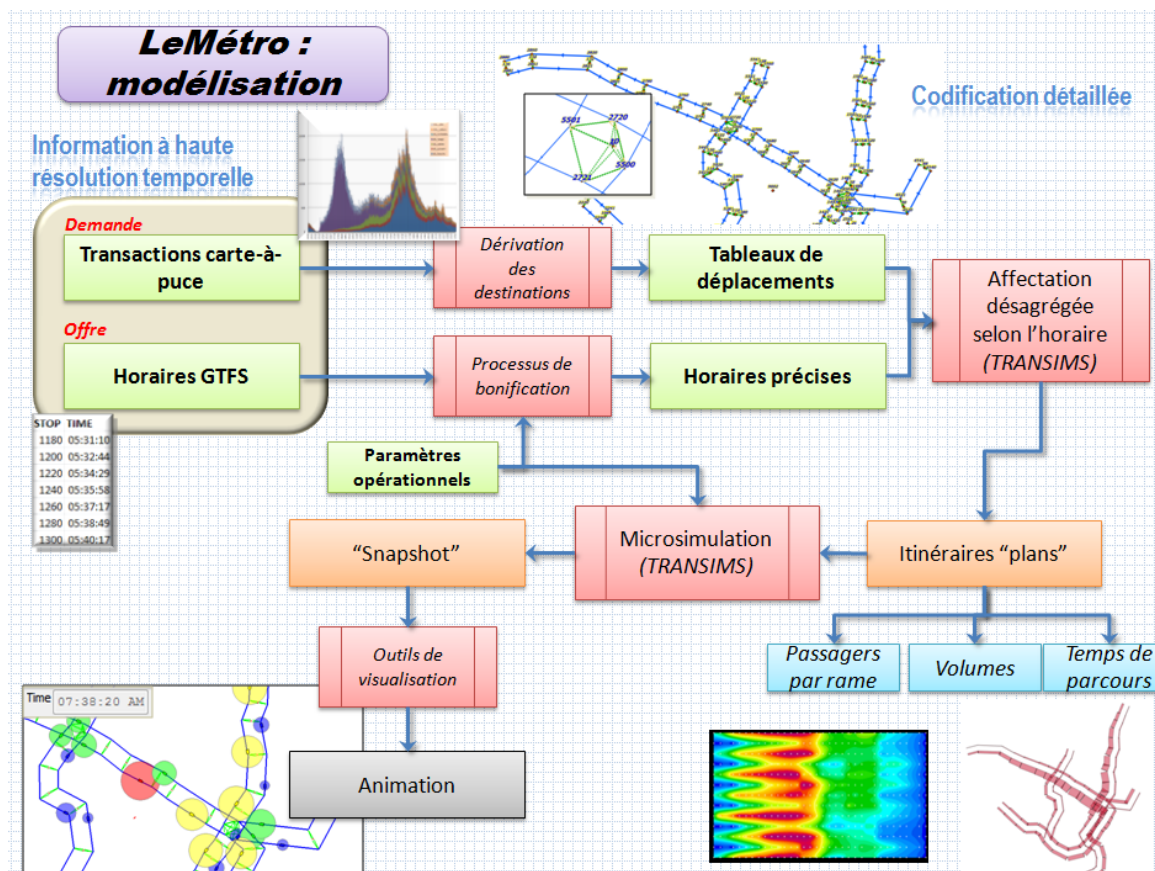 LeMétro :
modélisation
Codification détaillée
Information à haute
résolution temporelle
5501
2720
5500
2721
Demande
Transactions carte-à-
puce
Dérivation
des
destinations
Tableaux de
déplacements
Affectation
désagrégée
selon l'horaire
(TRANSIMS)
Offre
Horaires GTFS
Processus de
bonification
Horaires précises
STOP TIME
1180 05:31:10
1200 05:32:44
1220 05:34:29
1240 05:35:58
1260 05:37:17
1280 05:38:49
1300 05:40:17
Paramètres
opérationnels
"Snapshot"
Microsimulation
(TRANSIMS)
Itinéraires "plans"
Outils de
visualisation
Passagers
par rame
Volumes
Temps de
parcours
Time 07:38:20 AM
Animation